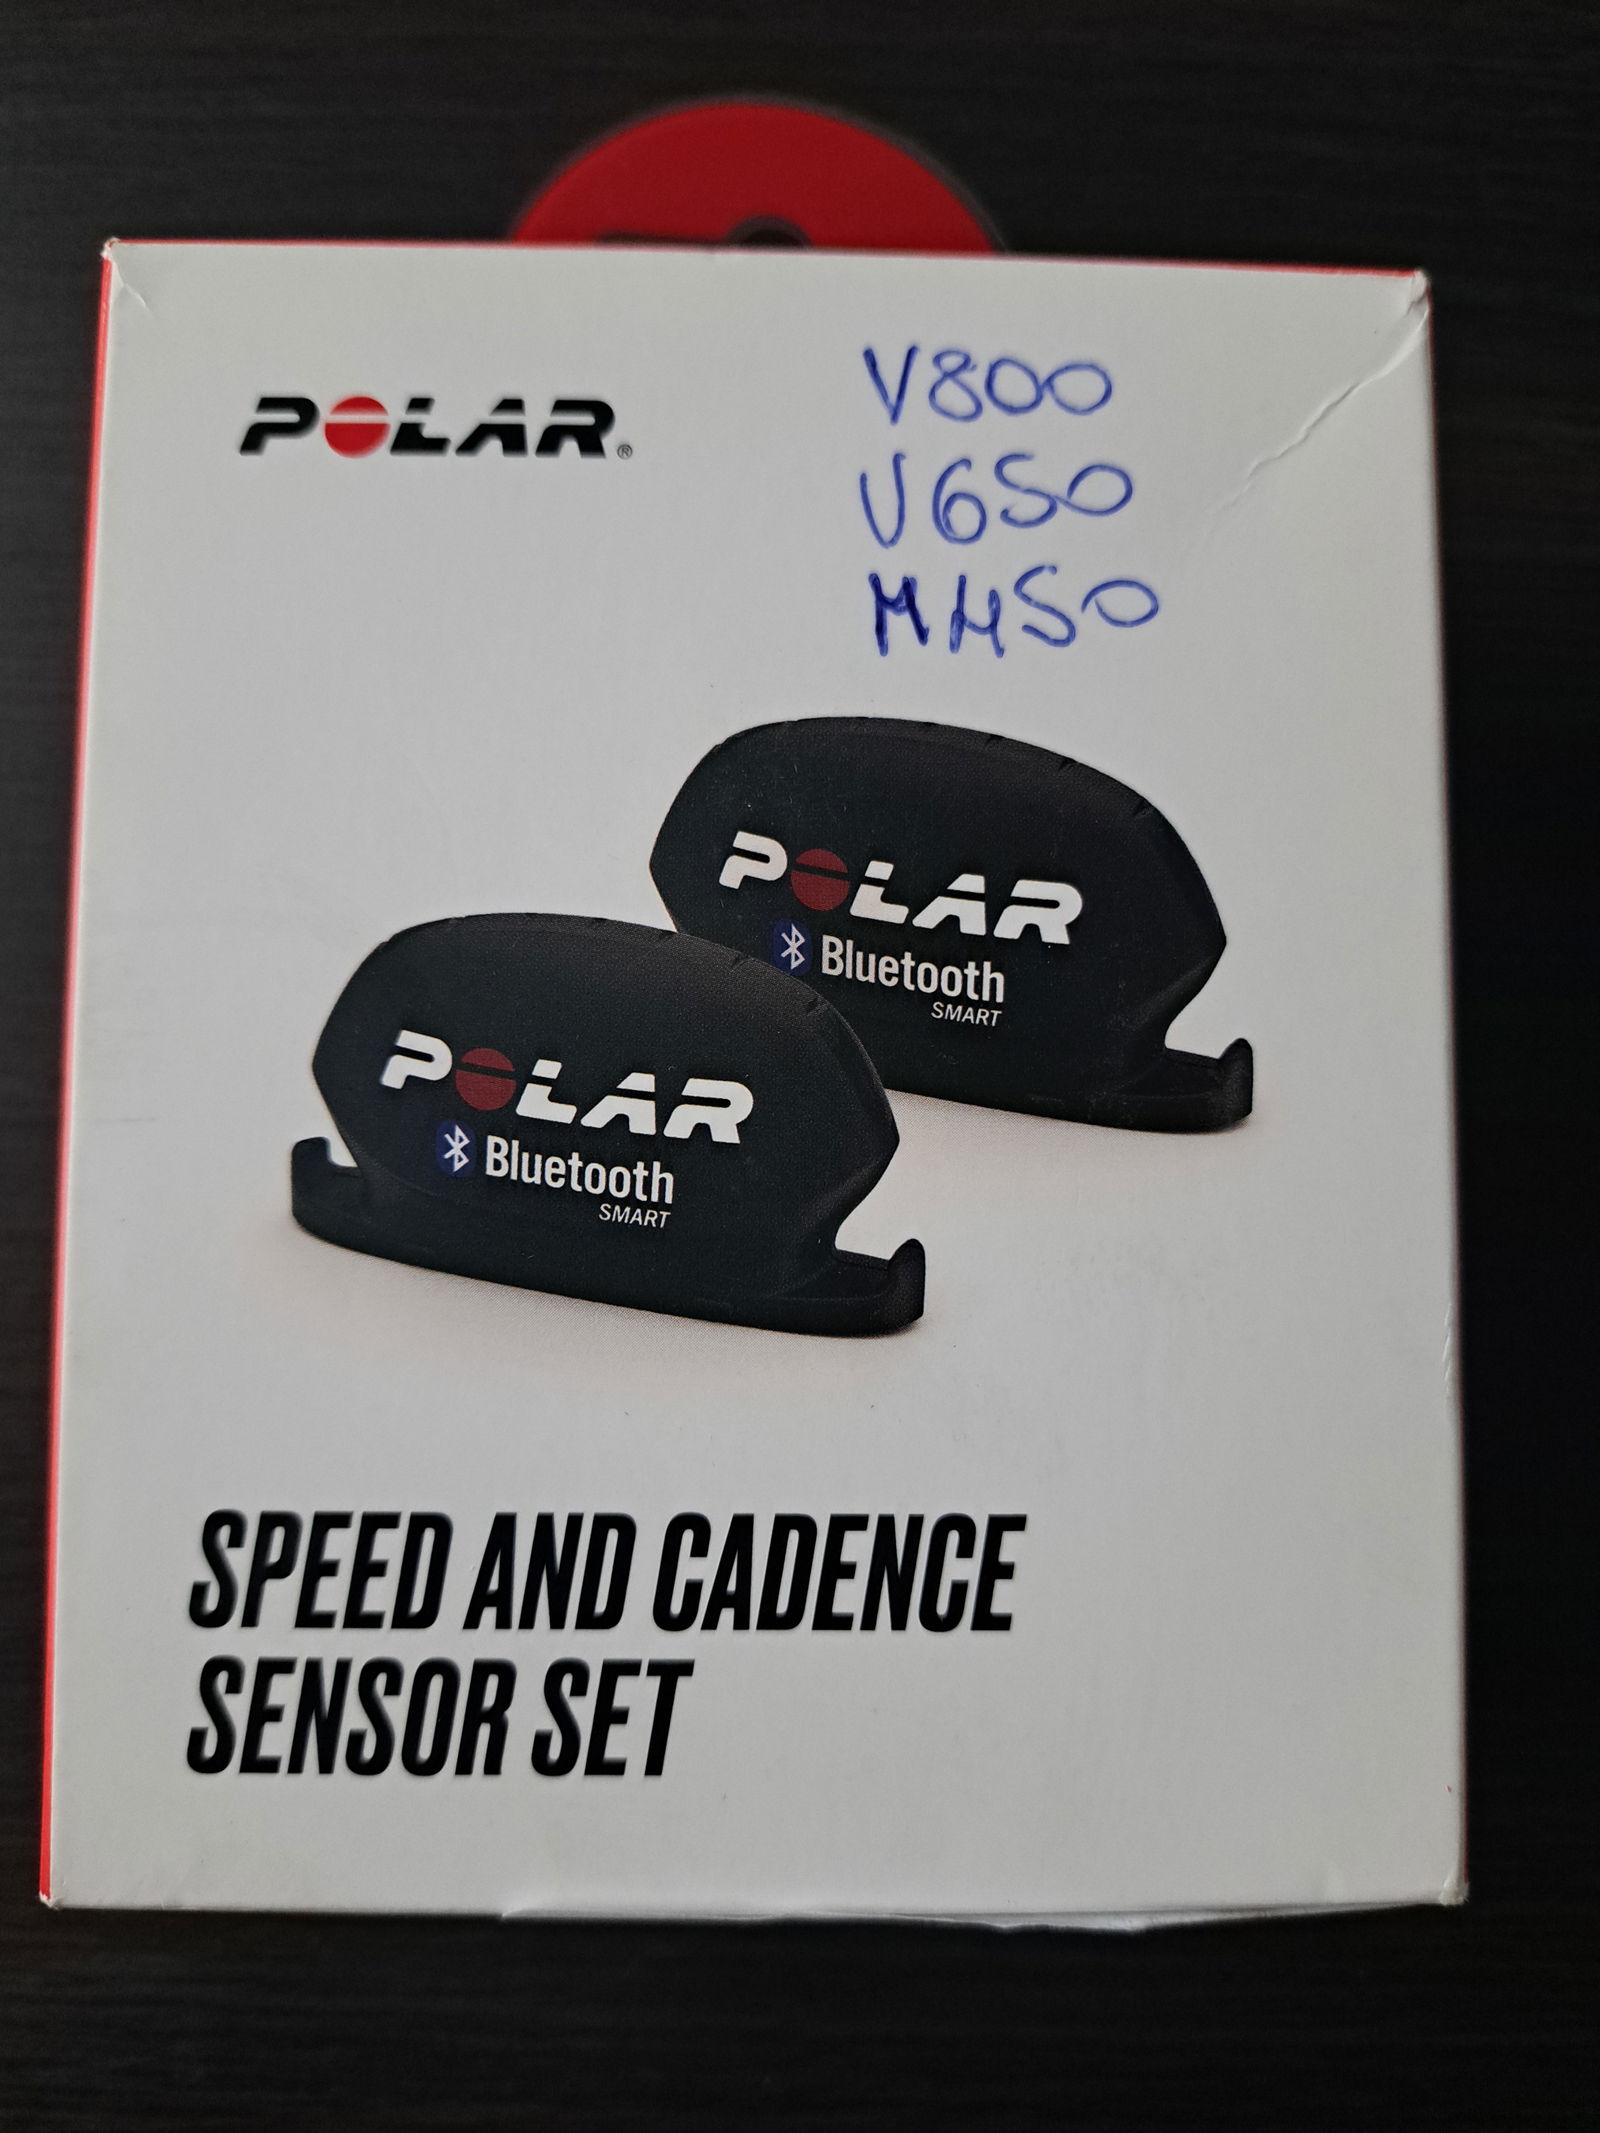 POLAR®
V800
V650
M450
POLAR
Bluetooth
SMART
POLAR
Bluetooth
SMART
SPEED AND CADENCE
SENSOR SET